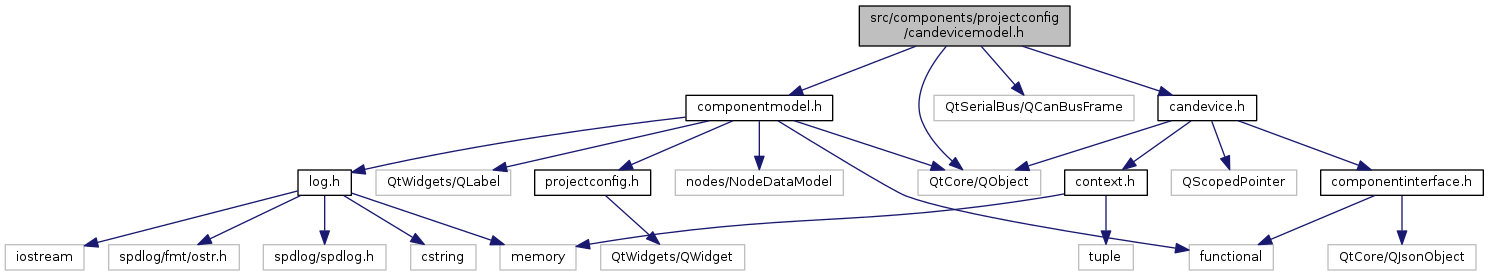 src/components/projectconfig
/candevicemodel.h
componentmodel.h
QtSerialBus/QCanBusFrame
candevice.h
log.h
QtWidgets/QLabel
projectconfig.h
nodes/NodeDataModel
QtCore/QObject
context.h
QScopedPointer
componentinterface.h
iostream
spdlog/fmt/ostr.h
spdlog/spdlog.h
cstring
memory
QtWidgets/QWidget
tuple
functional
QtCore/QJsonObject